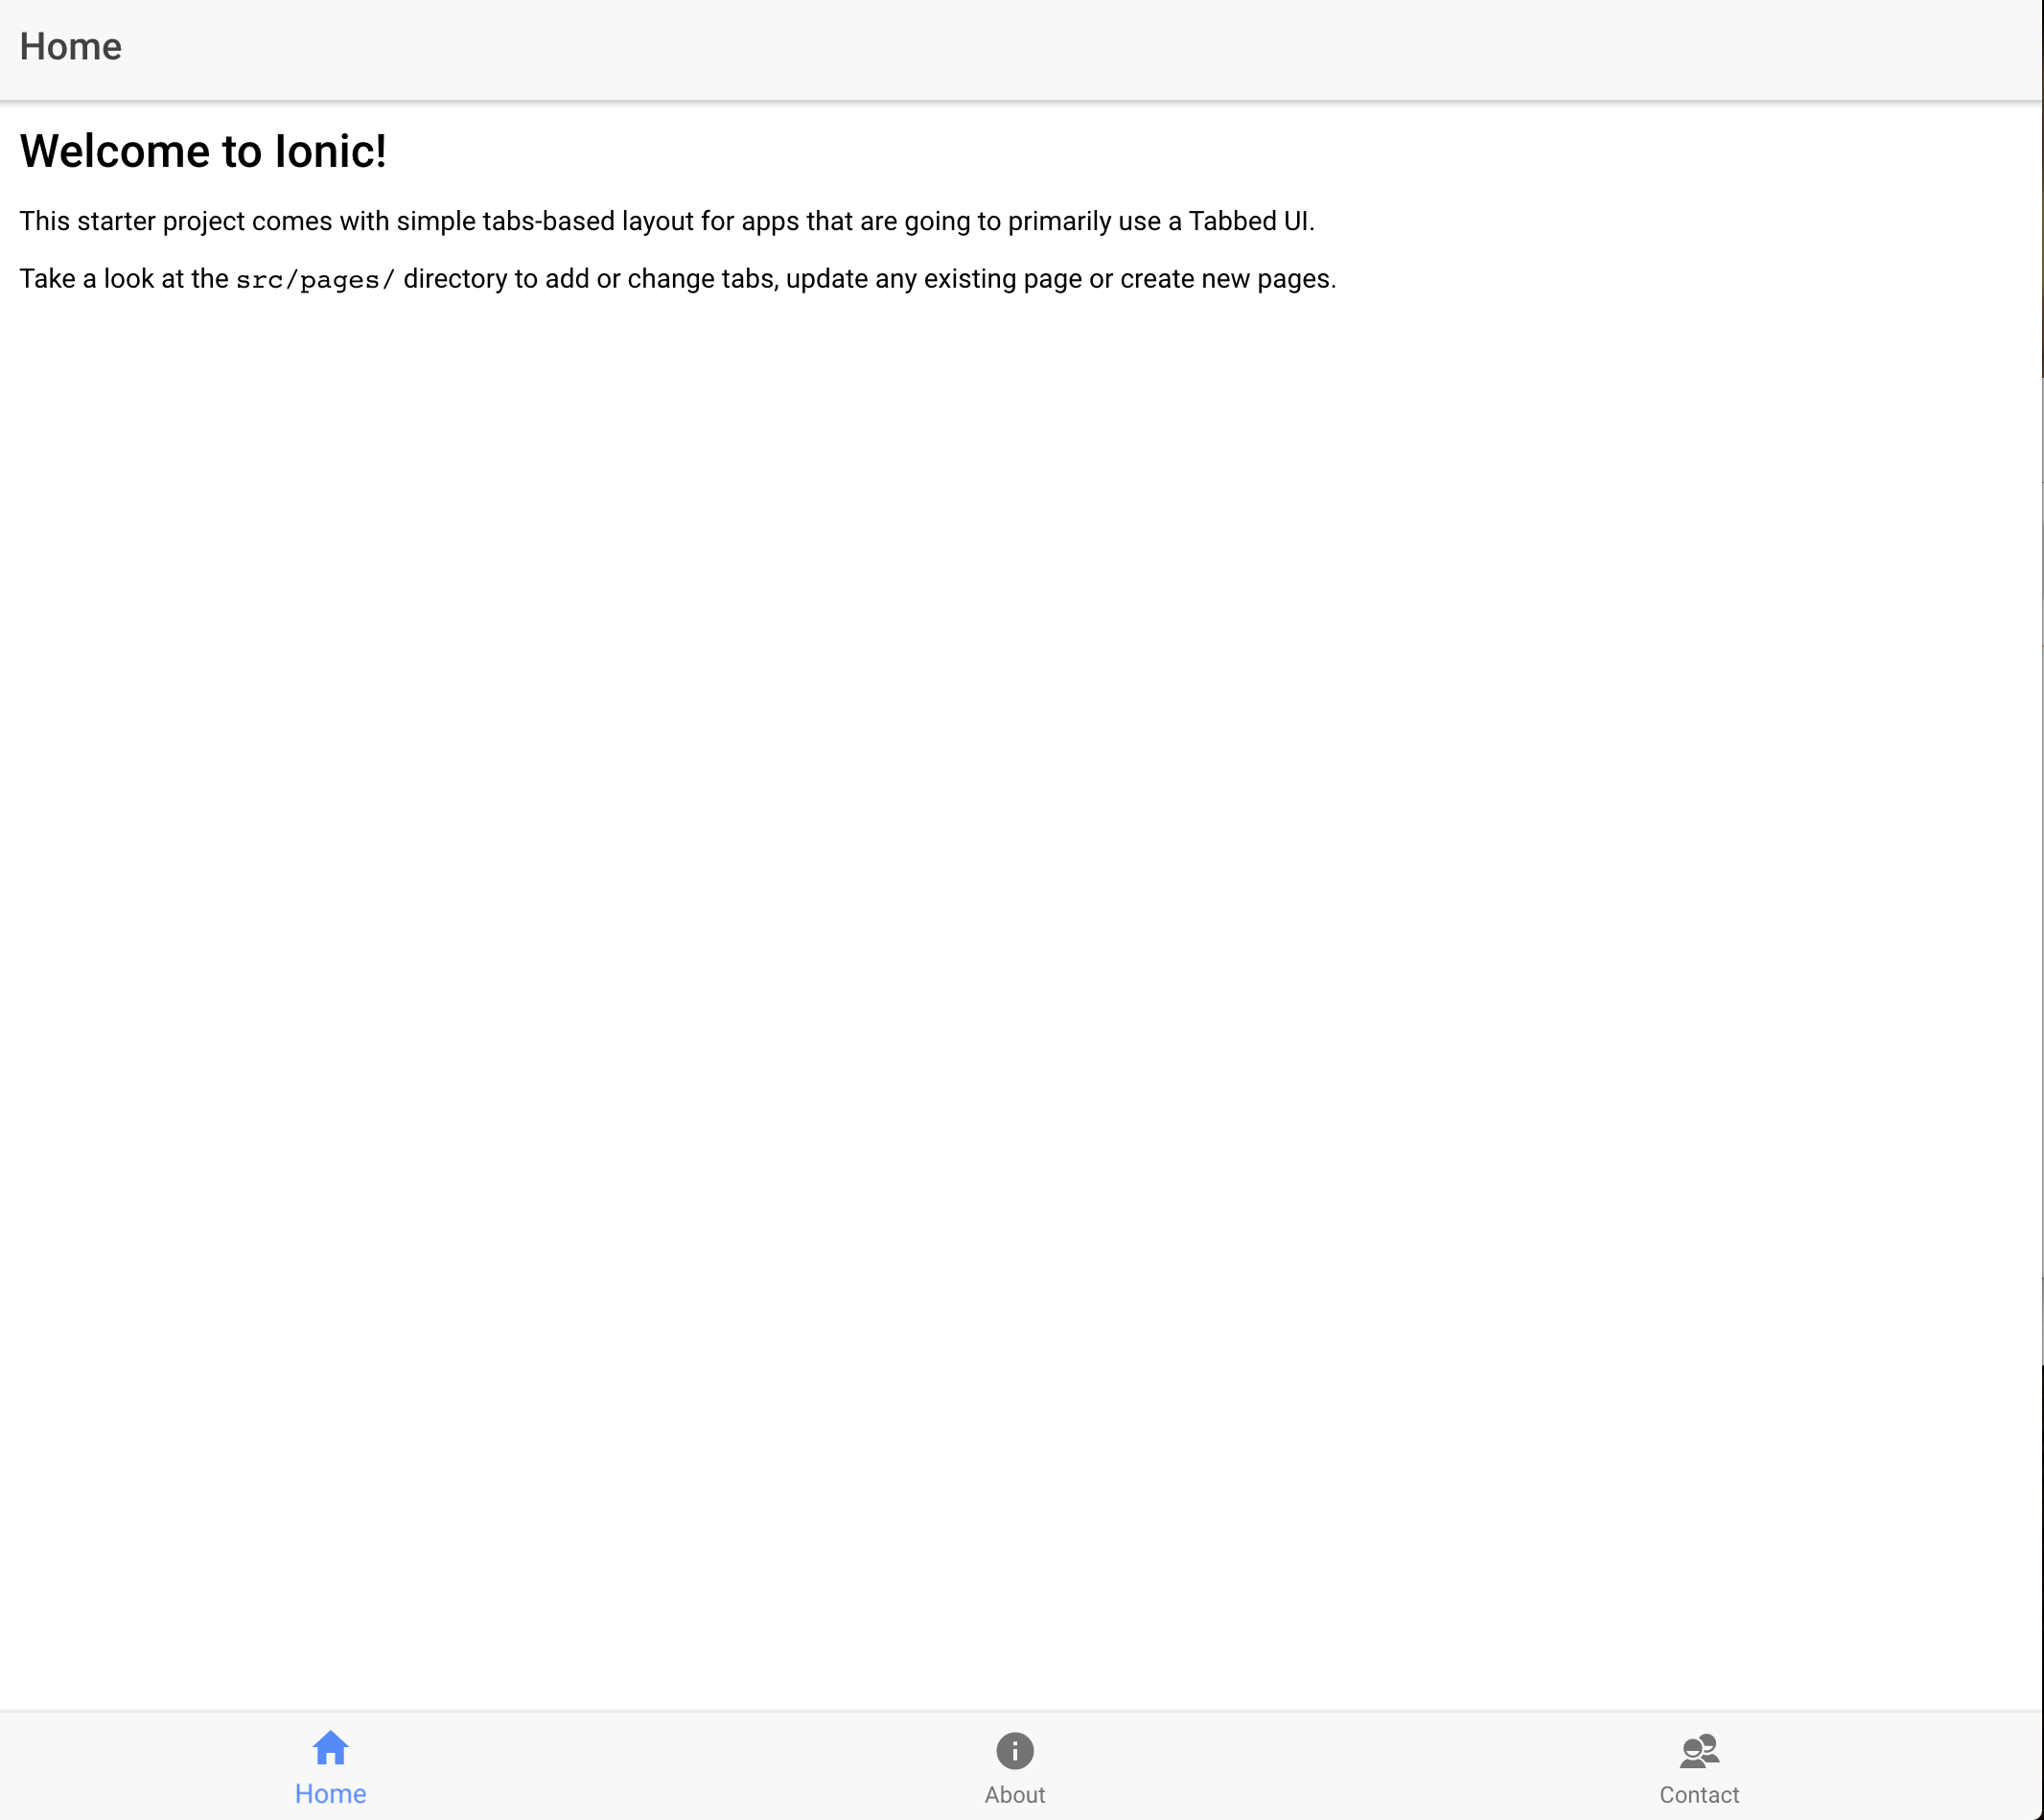 Home
Welcome to Ionic!
This starter project comes with simple tabs-based layout for apps that are going to primarily use a Tabbed UI.
Take a look at the src/pages/ directory to add or change tabs, update any existing page or create new pages.
Home
About
Contact